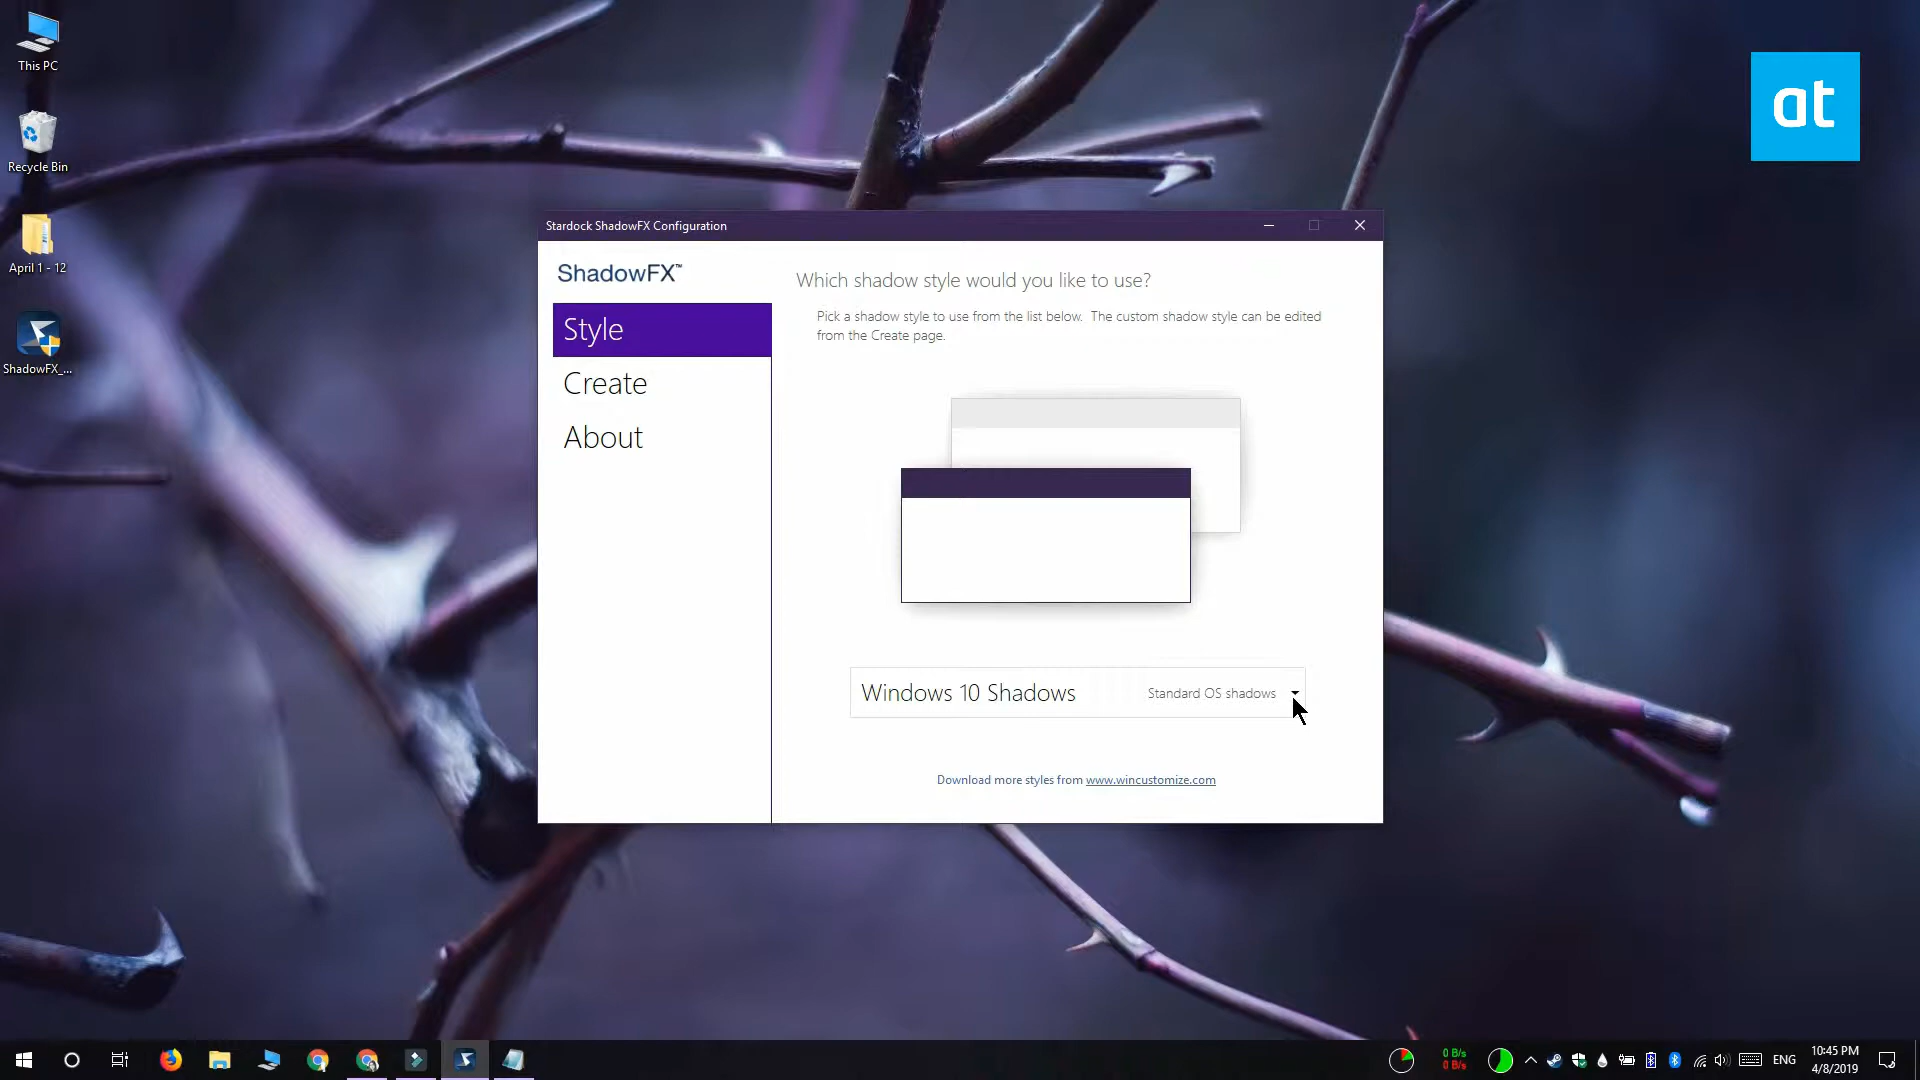 This PC
Recycle Bin
April 1 - 12
ShadowFX_...
at
Stardock ShadowFX Configuration
ShadowFX™
Style
Create
About
Which shadow style would you like to use?
Pick a shadow style to use from the list below. The custom shadow style can be edited
from the Create page.
Windows 10 Shadows
Standard OS shadows
Download more styles from www.wincustomize.com
0 B/s
0 B/s
ENG
10:45 PM
4/8/2019